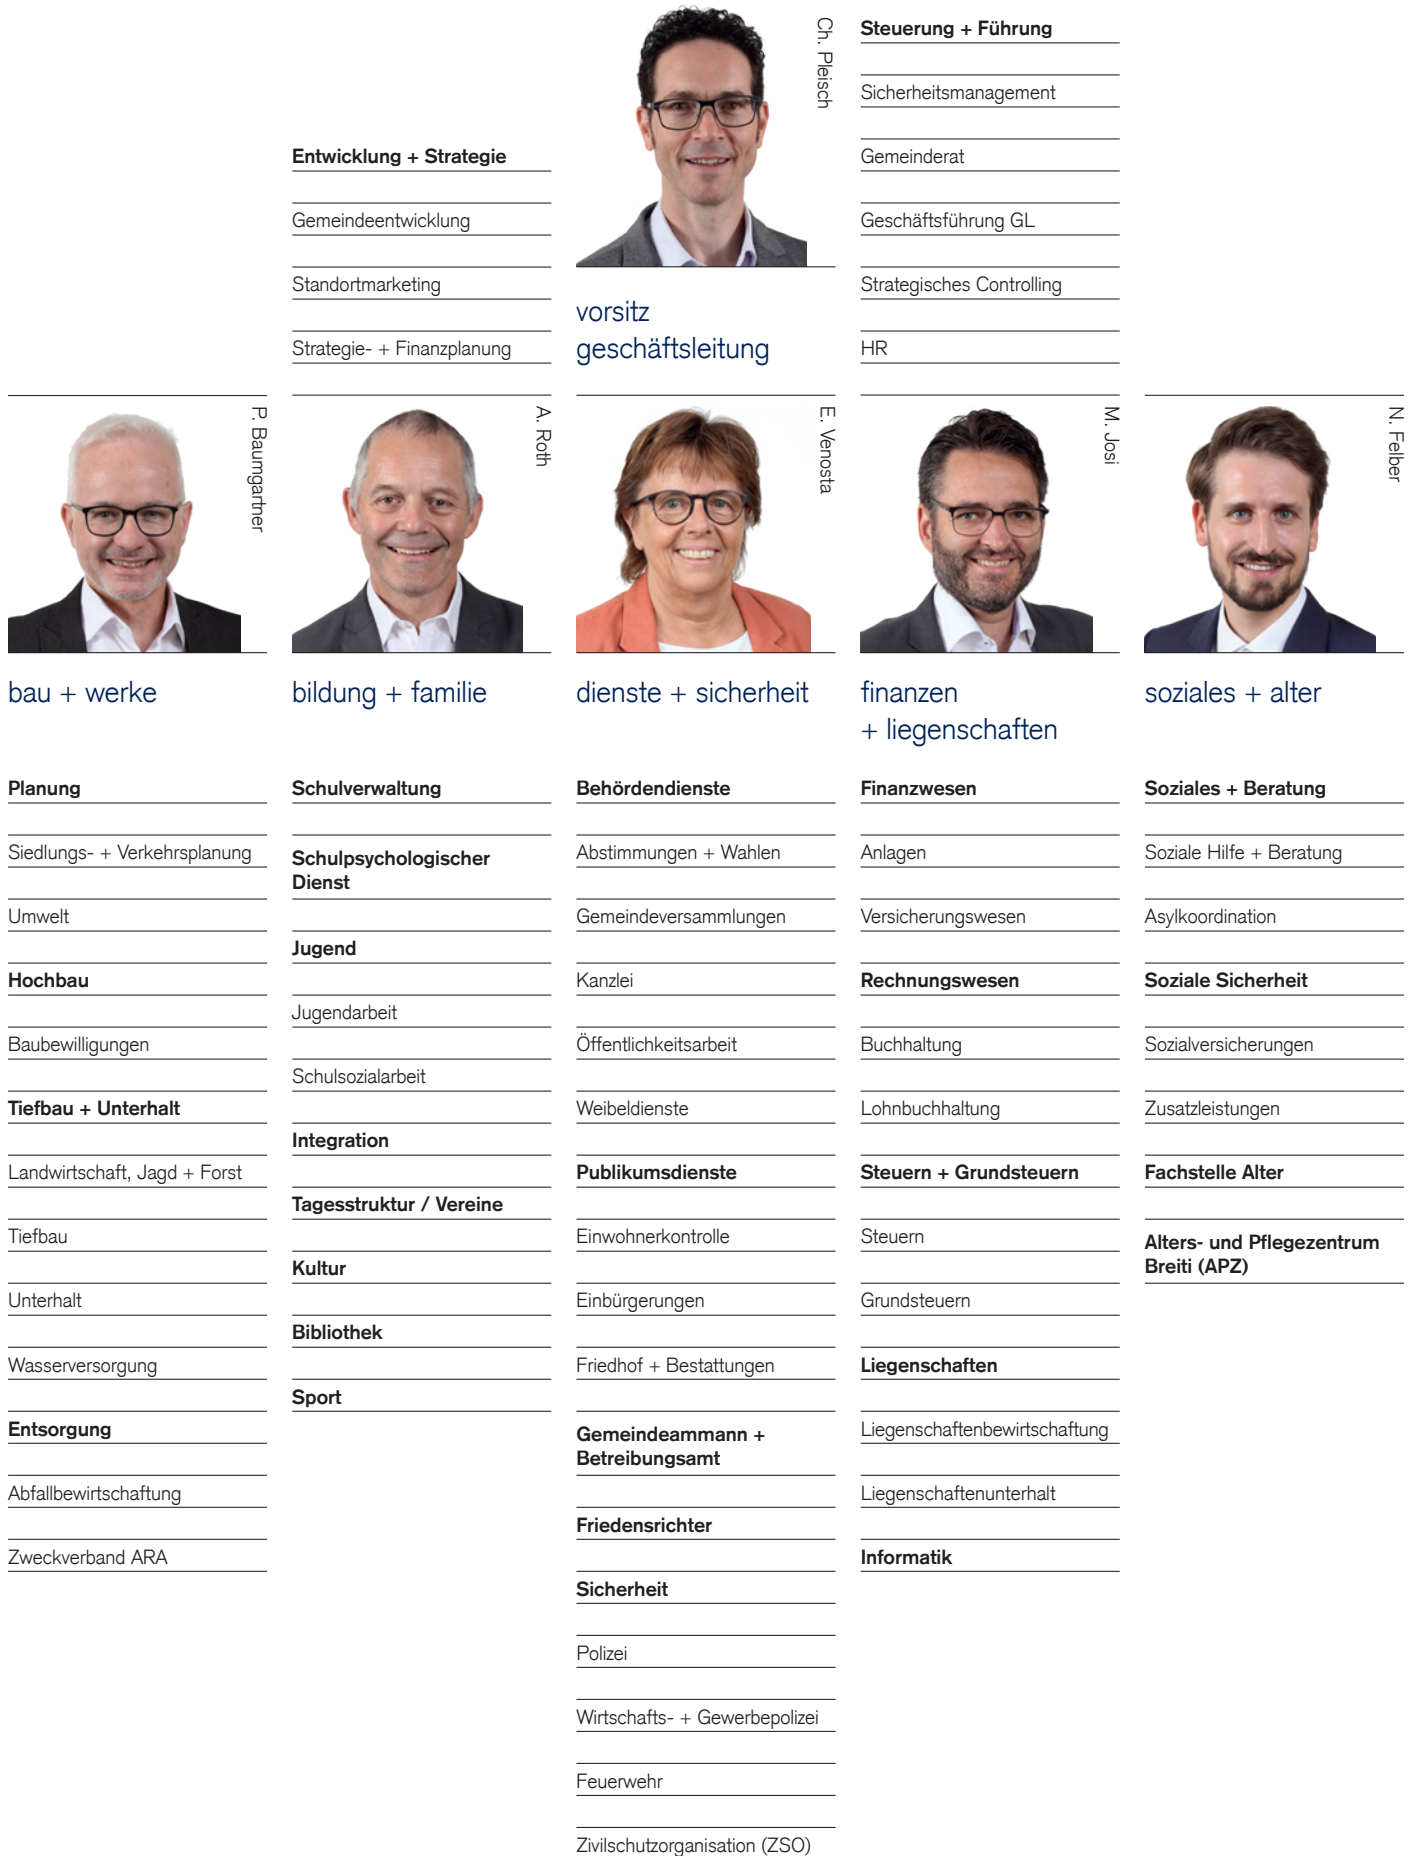 Ch. Pleisch
Entwicklung + Strategie
Gemeindeentwicklung
Standortmarketing
Strategie- + Finanzplanung
vorsitz
geschäftsleitung
Steuerung + Führung
Sicherheitsmanagement
Gemeinderat
Geschäftsführung GL
Strategisches Controlling
HR
P. Baumgartner
bau + werke
Planung
Siedlungs- + Verkehrsplanung
Umwelt
Hochbau
Baubewilligungen
Tiefbau + Unterhalt
Landwirtschaft, Jagd + Forst
Tiefbau
Unterhalt
Wasserversorgung
Entsorgung
Abfallbewirtschaftung
Zweckverband ARA
A. Roth
bildung + familie
Schulverwaltung
Schulpsychologischer
Dienst
Jugend
Jugendarbeit
Schulsozialarbeit
Integration
Tagesstruktur / Vereine
Kultur
Bibliothek
Sport
E. Venosta
dienste + sicherheit
Behördendienste
Abstimmungen + Wahlen
Gemeindeversammlungen
Kanzlei
Öffentlichkeitsarbeit
Weibeldienste
Publikumsdienste
Einwohnerkontrolle
Einbürgerungen
Friedhof + Bestattungen
Gemeindeammann +
Betreibungsamt
Friedensrichter
Sicherheit
Polizei
Wirtschafts- + Gewerbepolizei
Feuerwehr
Zivilschutzorganisation (ZSO)
M. Josi
finanzen
+ liegenschaften
Finanzwesen
Anlagen
Versicherungswesen
Rechnungswesen
Buchhaltung
Lohnbuchhaltung
Steuern + Grundsteuern
Steuern
Grundsteuern
Liegenschaften
Liegenschaftenbewirtschaftung
Liegenschaftenunterhalt
Informatik
N. Felber
soziales + alter
Soziales + Beratung
Soziale Hilfe + Beratung
Asylkoordination
Soziale Sicherheit
Sozialversicherungen
Zusatzleistungen
Fachstelle Alter
Alters- und Pflegezentrum
Breiti (APZ)